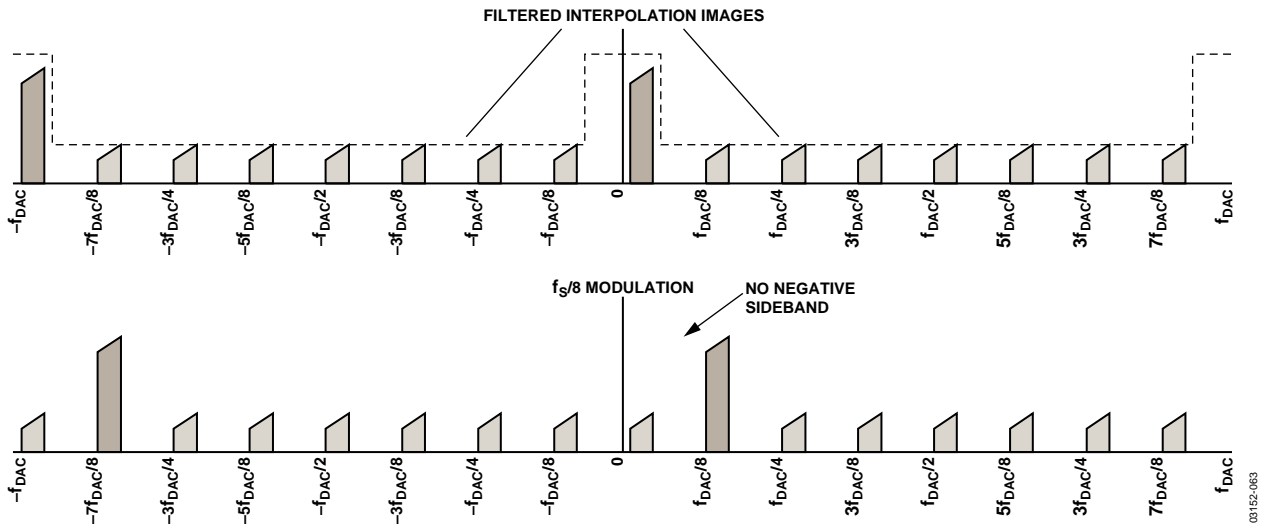 FILTERED INTERPOLATION IMAGES
–fDAC
–7fDAC/8
–3fDAC/4
–5fDAC/8
–fDAC/2
–3fDAC/8
–fDAC/4
–fDAC/8
0
fDAC/8
fDAC/4
3fDAC/8
fDAC/2
5fDAC/8
3fDAC/4
7fDAC/8
fDAC
fS/8 MODULATION
NO NEGATIVE
SIDEBAND
–fDAC
–7fDAC/8
–3fDAC/4
–5fDAC/8
–fDAC/2
–3fDAC/8
–fDAC/4
–fDAC/8
0
fDAC/8
fDAC/4
3fDAC/8
fDAC/2
5fDAC/8
3fDAC/4
7fDAC/8
fDAC
03152-063